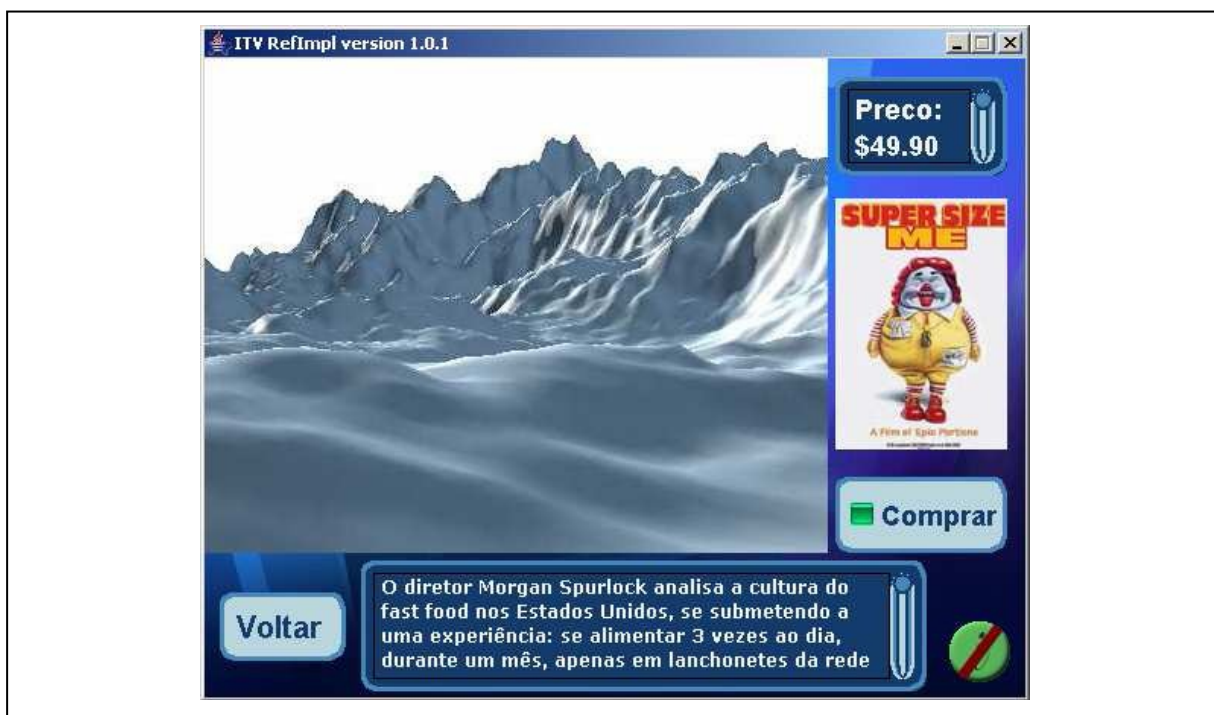 ITV RefImpl version 1.0.1
Preco:
$49.90
SUPER SIZE
ME
A Film of Epic Portions
Comprar
Voltar
O diretor Morgan Spurlock analisa a cultura do
fast food nos Estados Unidos, se submetendo a
uma experiência: se alimentar 3 vezes ao dia,
durante um mês, apenas em lanchonetes da rede